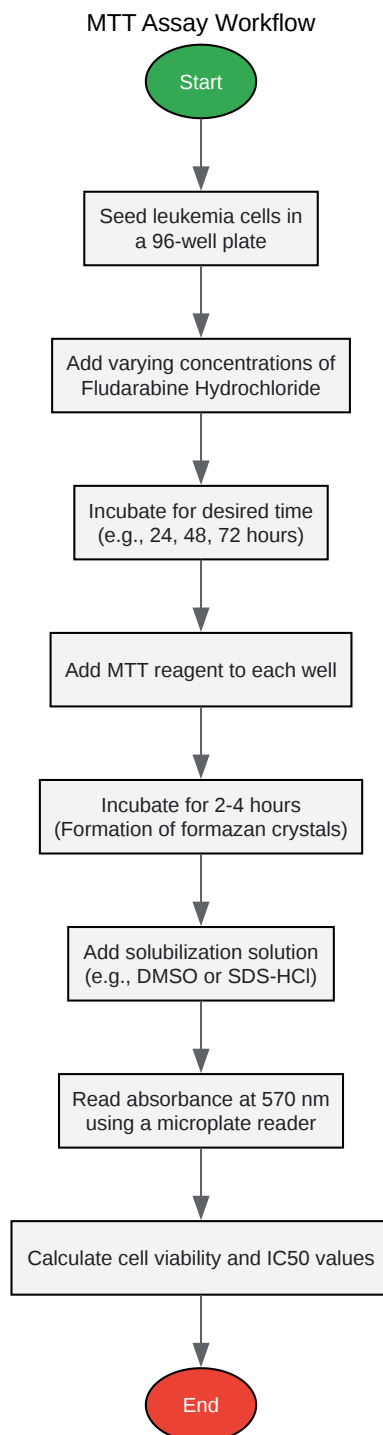 MTT Assay Workflow
Start
Seed leukemia cells in
a 96-well plate
Add varying concentrations of
Fludarabine Hydrochloride
Incubate for desired time
(e.g., 24, 48, 72 hours)
Add MTT reagent to each well
Incubate for 2-4 hours
(Formation of formazan crystals)
Add solubilization solution
(e.g., DMSO or SDS-HCl)
Read absorbance at 570 nm
using a microplate reader
Calculate cell viability and IC50 values
End